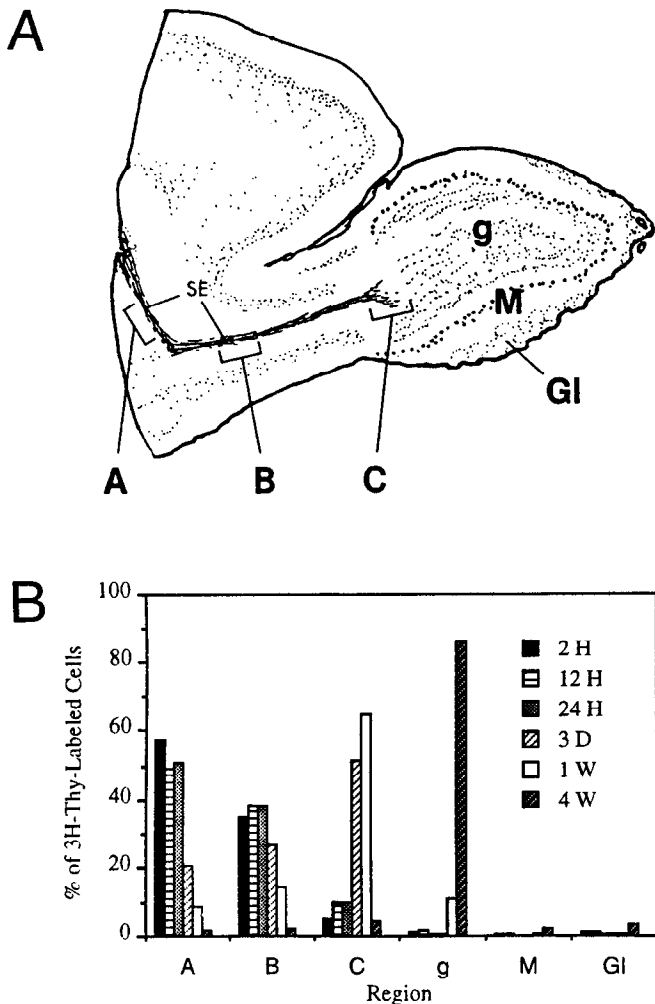 A
SE
g
M
Gl
A
B
C
B
% of 3H-Thy-Labeled Cells
100
80
60
40
20
0
2 H
12 H
24 H
3 D
1 W
4 W
A B C g M Gl
Region